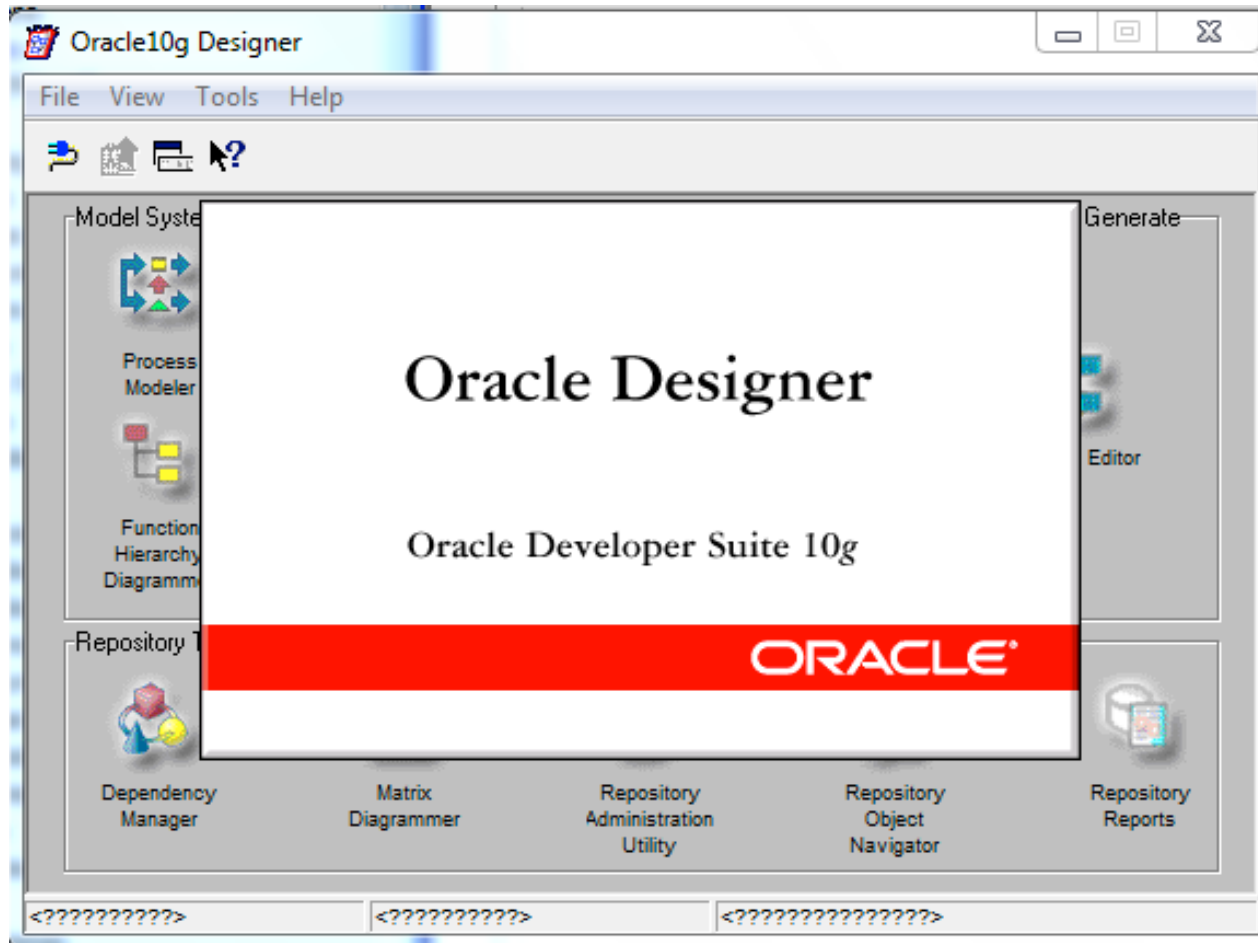 Oracle10g Designer
File View Tools Help
Model Syste
Generate
Process
Modeler
Oracle Designer
Editor
Function
Hierarchy
Diagramm
Oracle Developer Suite 10g
Repository T
ORACLE
Dependency
Manager
Matrix
Diagrammer
Repository
Administration
Utility
Repository
Object
Navigator
Repository
Reports
<??????????> <??????????> <???????????????>